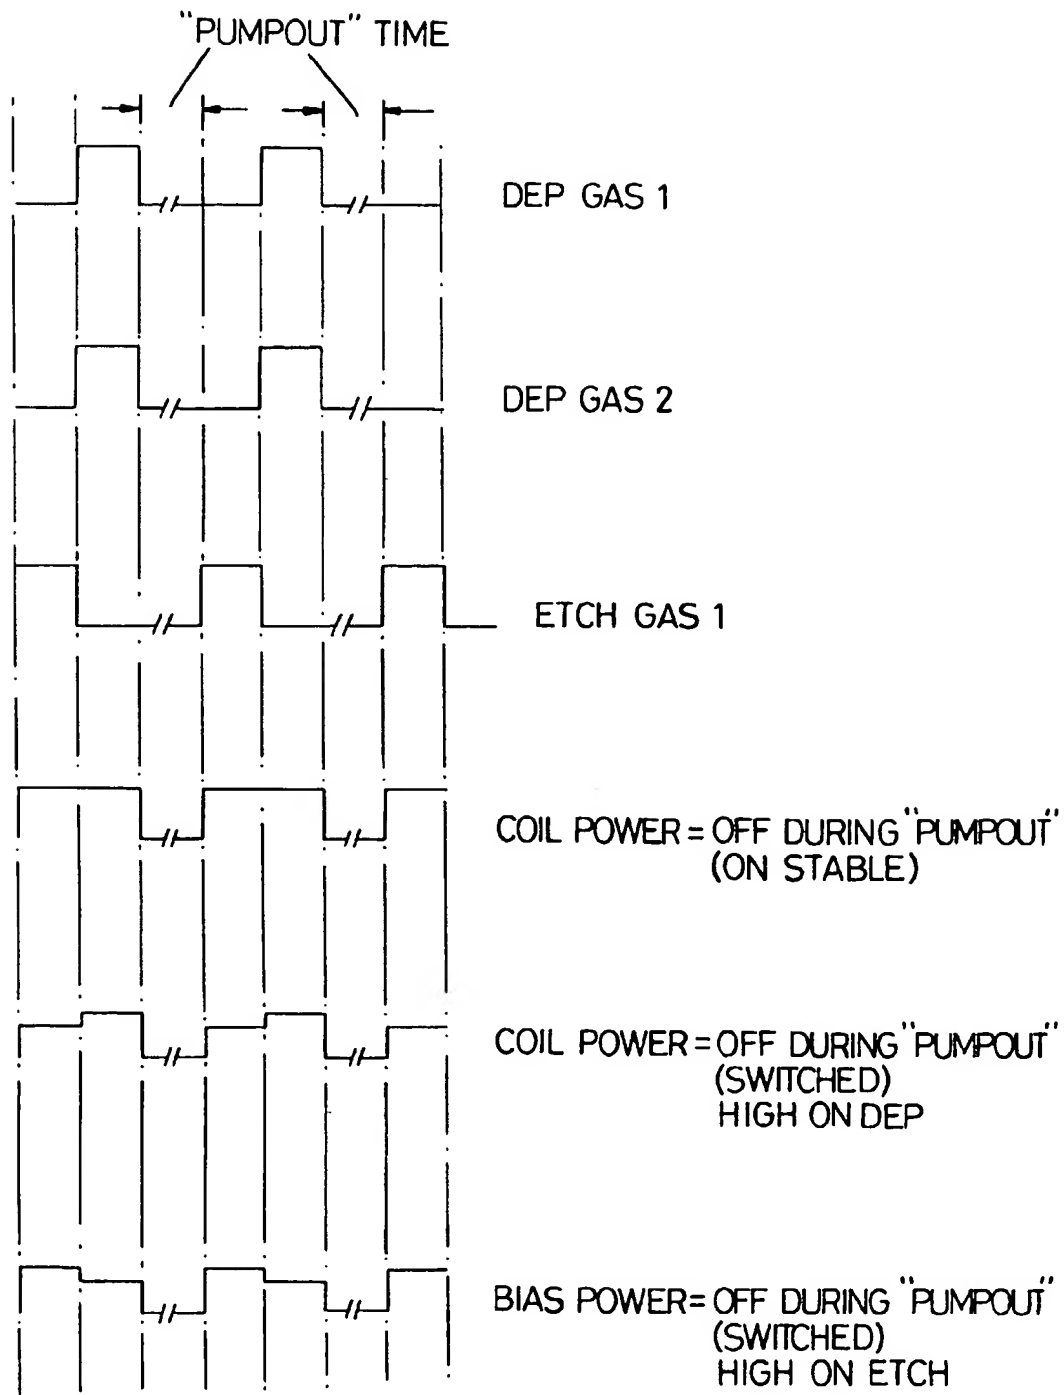 "PUMPOUT" TIME
DEP GAS 1
DEP GAS 2
ETCH GAS 1
COIL POWER = OFF DURING "PUMPOUT"
(ON STABLE)
COIL POWER = OFF DURING "PUMPOUT"
(SWITCHED)
HIGH ON DEP
BIAS POWER = OFF DURING "PUMPOUT"
(SWITCHED)
HIGH ON ETCH